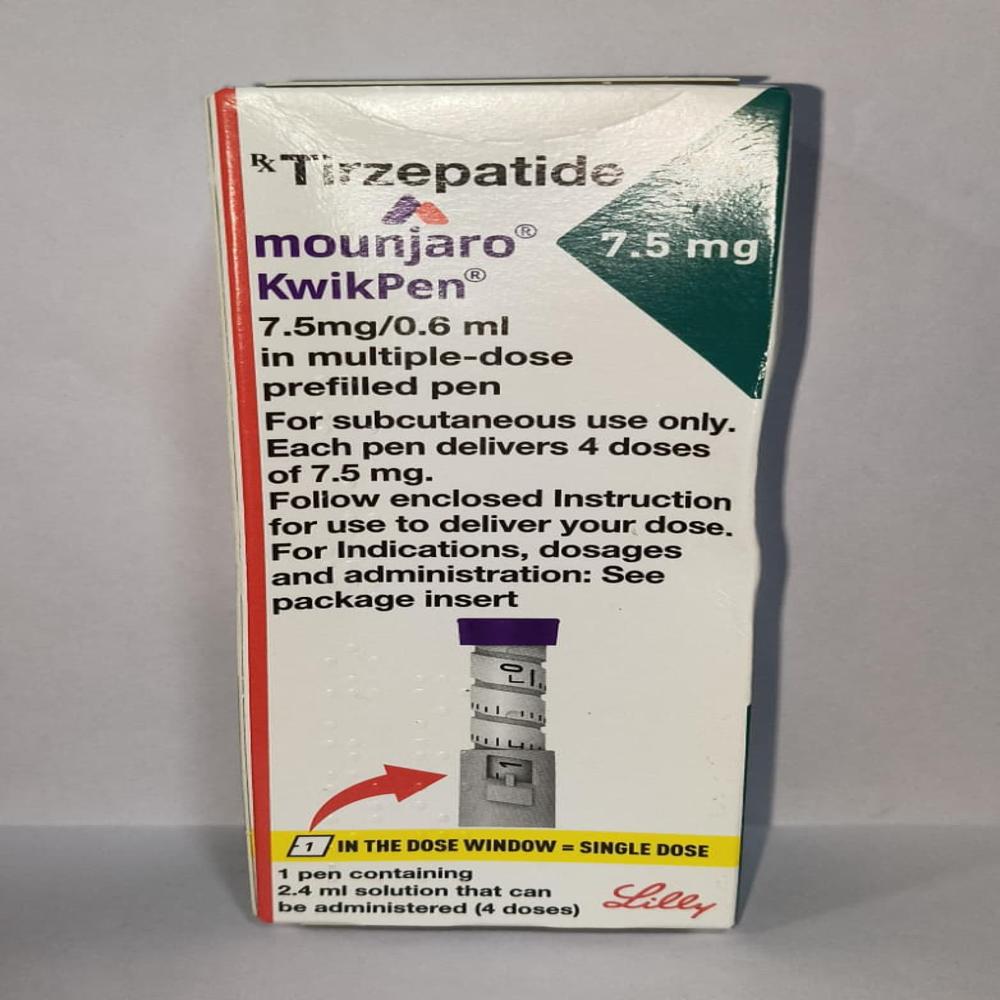 Rx Tirzepatide
mounjaro®
KwikPen®
7.5 mg
7.5mg/0.6 ml
in multiple-dose
prefilled pen
For subcutaneous use only.
Each pen delivers 4 doses
of 7.5 mg.
Follow enclosed Instruction
for use to deliver your dose.
For Indications, dosages
and administration: See
package insert
0
1
1 IN THE DOSE WINDOW = SINGLE DOSE
1 pen containing
2.4 ml solution that can
be administered (4 doses)
Lilly